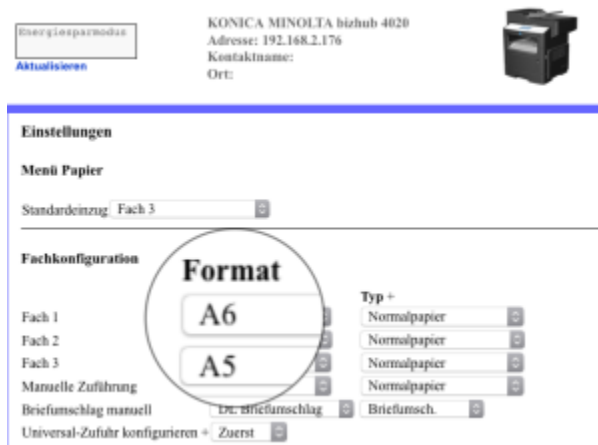 Energiesparmodus
Aktualisieren
KONICA MINOLTA bizhub 4020
Adresse: 192.168.2.176
Kontaktname:
Ort:
Einstellungen
Menü Papier
Standardeinzug Fach 3
Fachkonfiguration
Format
Typ +
Fach 1 A6 Normalpapier
Fach 2 Normalpapier
Fach 3 A5 Normalpapier
Manuelle Zuführung Normalpapier
Briefumschlag manuell DL Briefumschlag Briefumsch.
Universal-Zufuhr konfigurieren + Zuerst